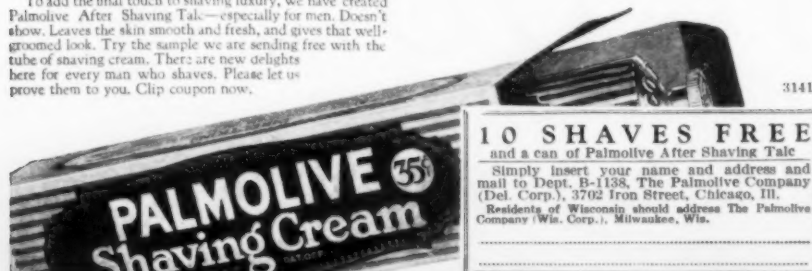 To add the final touch to shaving luxury, we have created
Palmolive After Shaving Talc—especially for men. Doesn't
show. Leaves the skin smooth and fresh, and gives that well-
groomed look. Try the sample we are sending free with the
tube of shaving cream. There are new delights
here for every man who shaves. Please let us
prove them to you. Clip coupon now.
3141
PALMOLIVE 35¢
Shaving Cream
10 SHAVES FREE
and a can of Palmolive After Shaving Talc
Simply insert your name and address and
mail to Dept. B-1138, The Palmolive Company
(Del. Corp.), 3702 Iron Street, Chicago, Ill.
Residents of Wisconsin should address The Palmolive
Company (Wis. Corp.), Milwaukee, Wis.